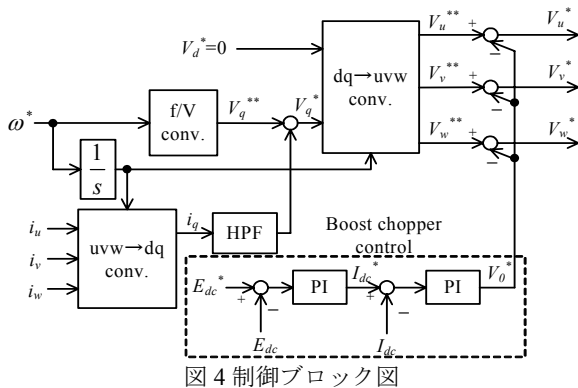 V_d^*=0
dq→uvw
conv.
V_u^** + −
V_u^*
V_v^** + −
V_v^*
V_w^** + −
V_w^*
ω^*
f/V
conv.
V_q^**
V_q^*
1
s
i_u
i_v
i_w
uvw→dq
conv.
i_q
HPF
Boost chopper
control
E_dc^*
+
−
E_dc
PI
I_dc^*
+
−
I_dc
PI
V_0^*
図 4 制御ブロック図